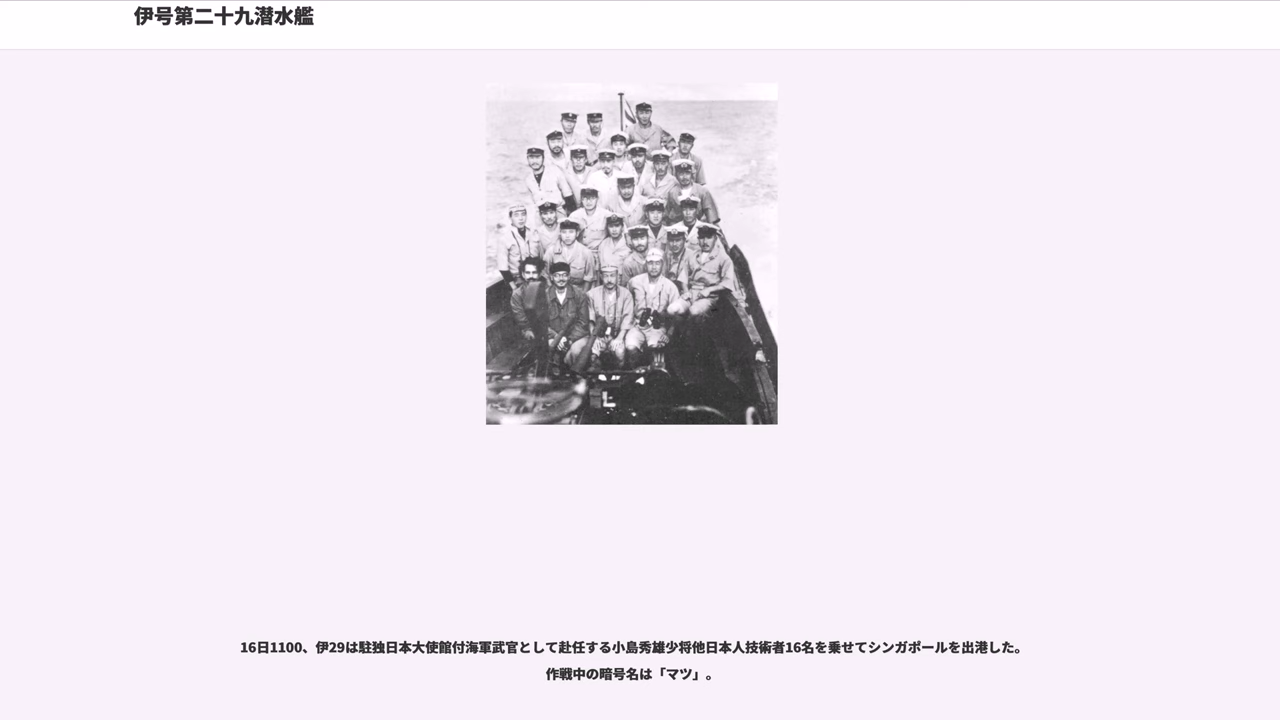 伊号第二十九潜水艦
16日1100、伊29は駐独日本大使館付海軍武官として赴任する小島秀雄少将他日本人技術者16名を乗せてシンガポールを出港した。
作戦中の暗号名は「マツ」。